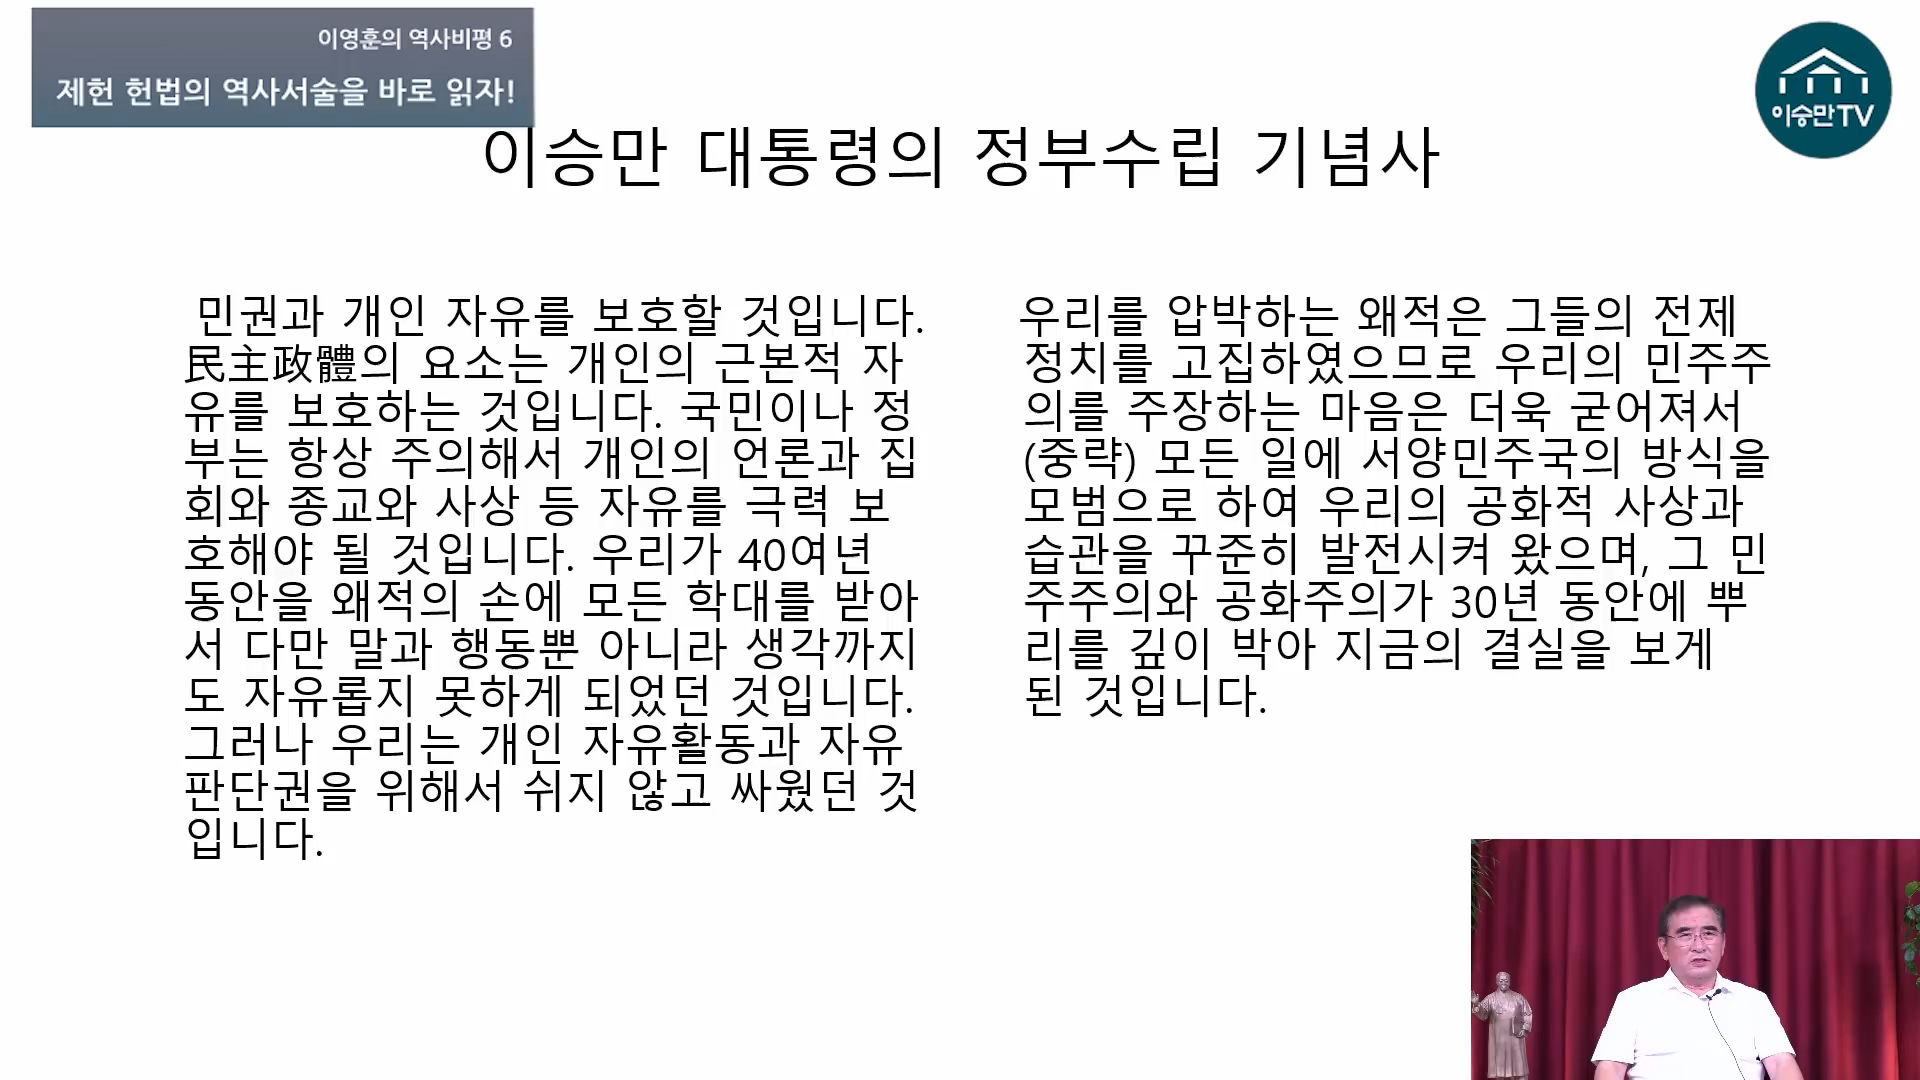 이영훈의 역사비평 6
제헌 헌법의 역사서술을 바로 읽자!
이승만TV
이승만 대통령의 정부수립 기념사
민권과 개인 자유를 보호할 것입니다.
民主政體의 요소는 개인의 근본적 자
유를 보호하는 것입니다. 국민이나 정
부는 항상 주의해서 개인의 언론과 집
회와 종교와 사상 등 자유를 극력 보
호해야 될 것입니다. 우리가 40여년
동안을 왜적의 손에 모든 학대를 받아
서 다만 말과 행동뿐 아니라 생각까지
도 자유롭지 못하게 되었던 것입니다.
그러나 우리는 개인 자유활동과 자유
판단권을 위해서 쉬지 않고 싸웠던 것
입니다.
우리를 압박하는 왜적은 그들의 전제
정치를 고집하였으므로 우리의 민주주
의를 주장하는 마음은 더욱 굳어져서
(중략) 모든 일에 서양민주국의 방식을
모범으로 하여 우리의 공화적 사상과
습관을 꾸준히 발전시켜 왔으며, 그 민
주주의와 공화주의가 30년 동안에 뿌
리를 깊이 박아 지금의 결실을 보게
된 것입니다.